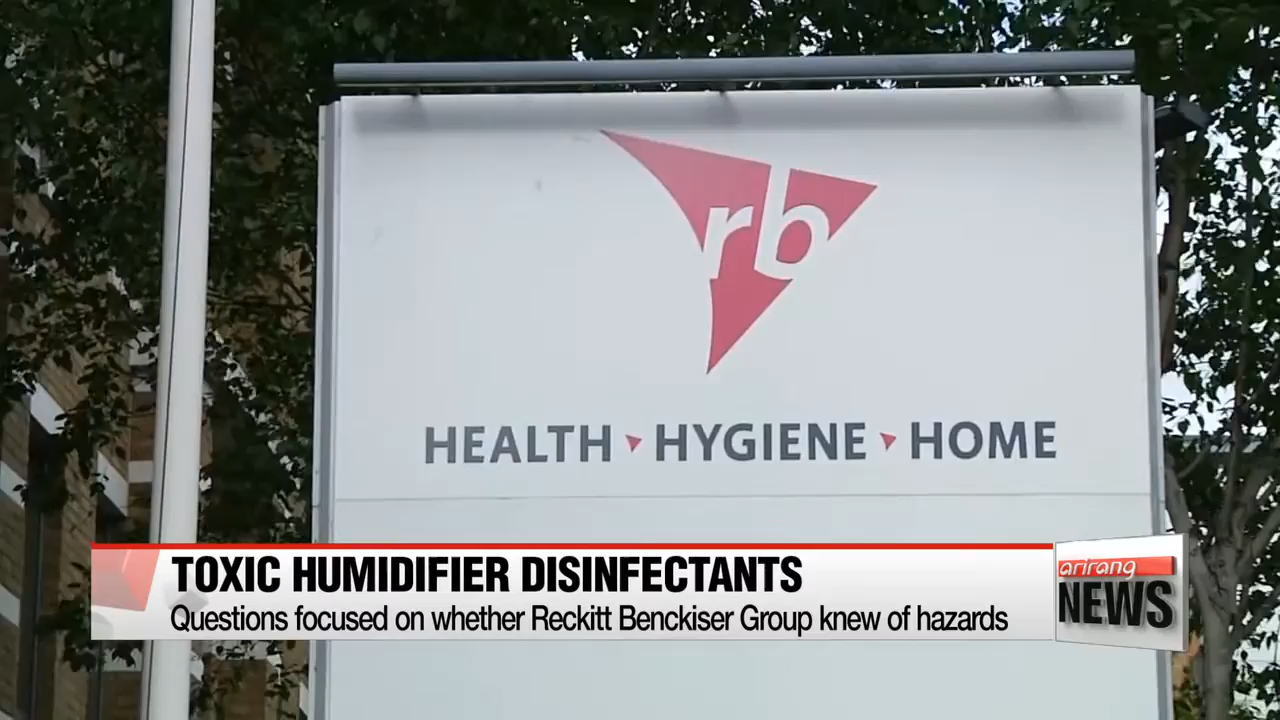 rb
HEALTH HYGIENE HOME
TOXIC HUMIDIFIER DISINFECTANTS
Questions focused on whether Reckitt Benckiser Group knew of hazards
arirang
NEWS